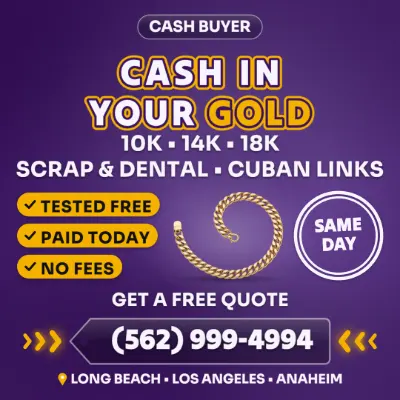 CASH BUYER
CASH IN
YOUR GOLD
10K ▪ 14K ▪ 18K
SCRAP & DENTAL ▪ CUBAN LINKS
✓ TESTED FREE
✓ PAID TODAY
✓ NO FEES
SAME
DAY
GET A FREE QUOTE
(562) 999-4994
LONG BEACH ▪ LOS ANGELES ▪ ANAHEIM